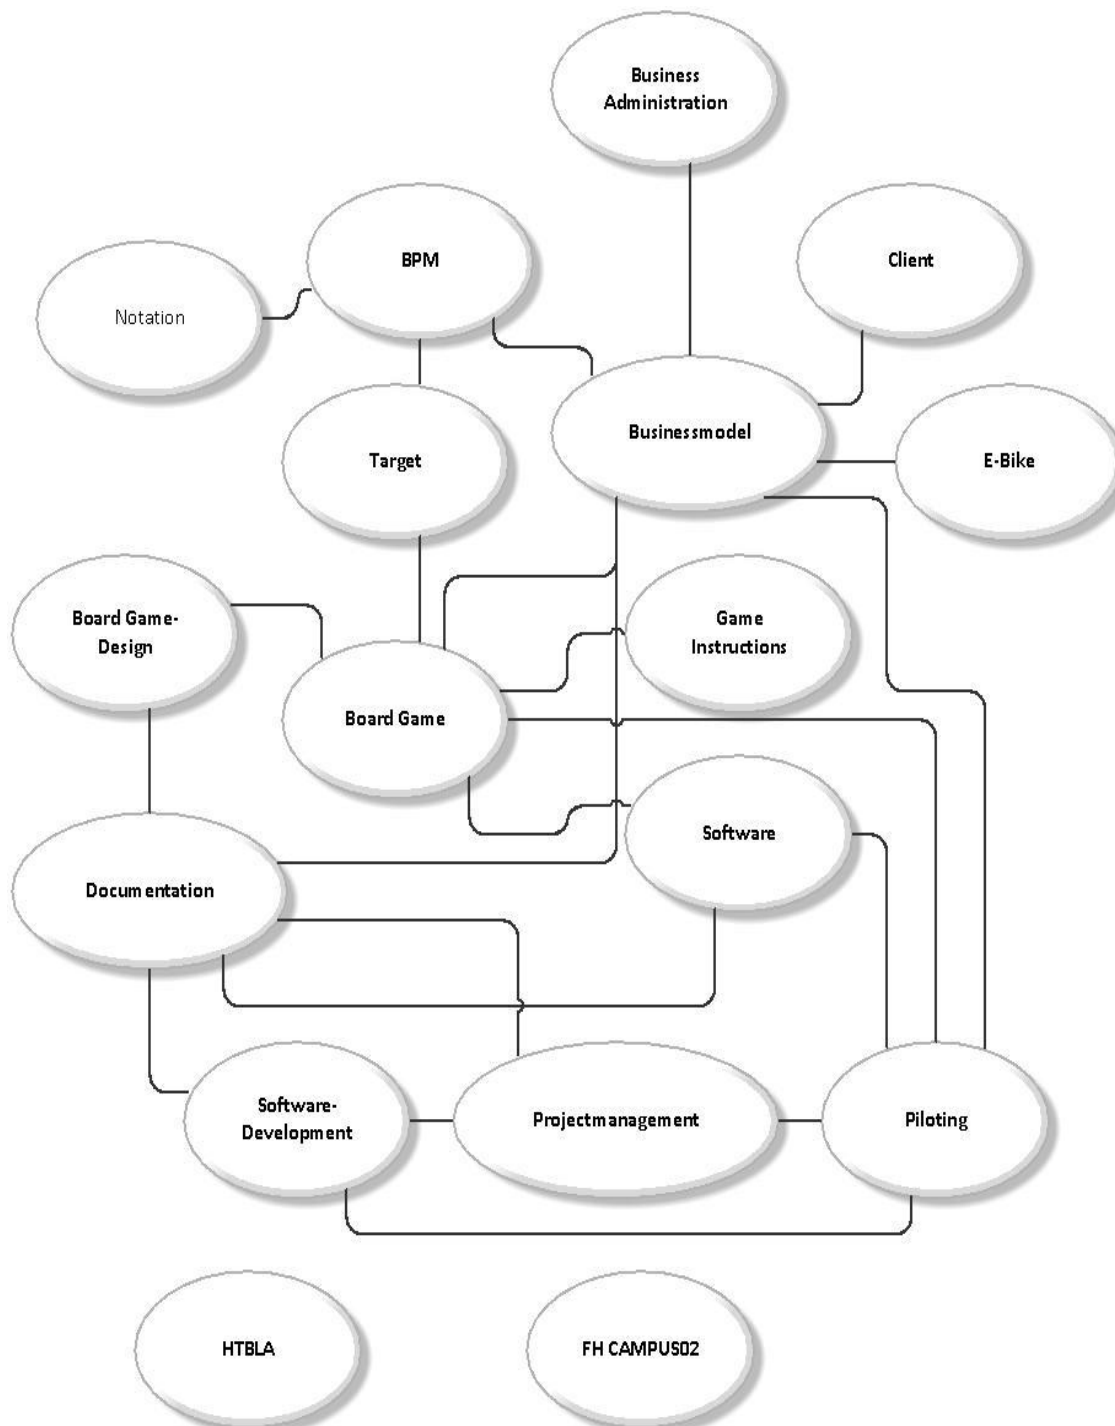 Business
Administration
BPM
Client
Notation
Businessmodel
Target
E-Bike
Board Game-
Design
Game
Instructions
Board Game
Software
Documentation
Software-
Development
Projectmanagement
Piloting
HTBLA
FH CAMPUS02